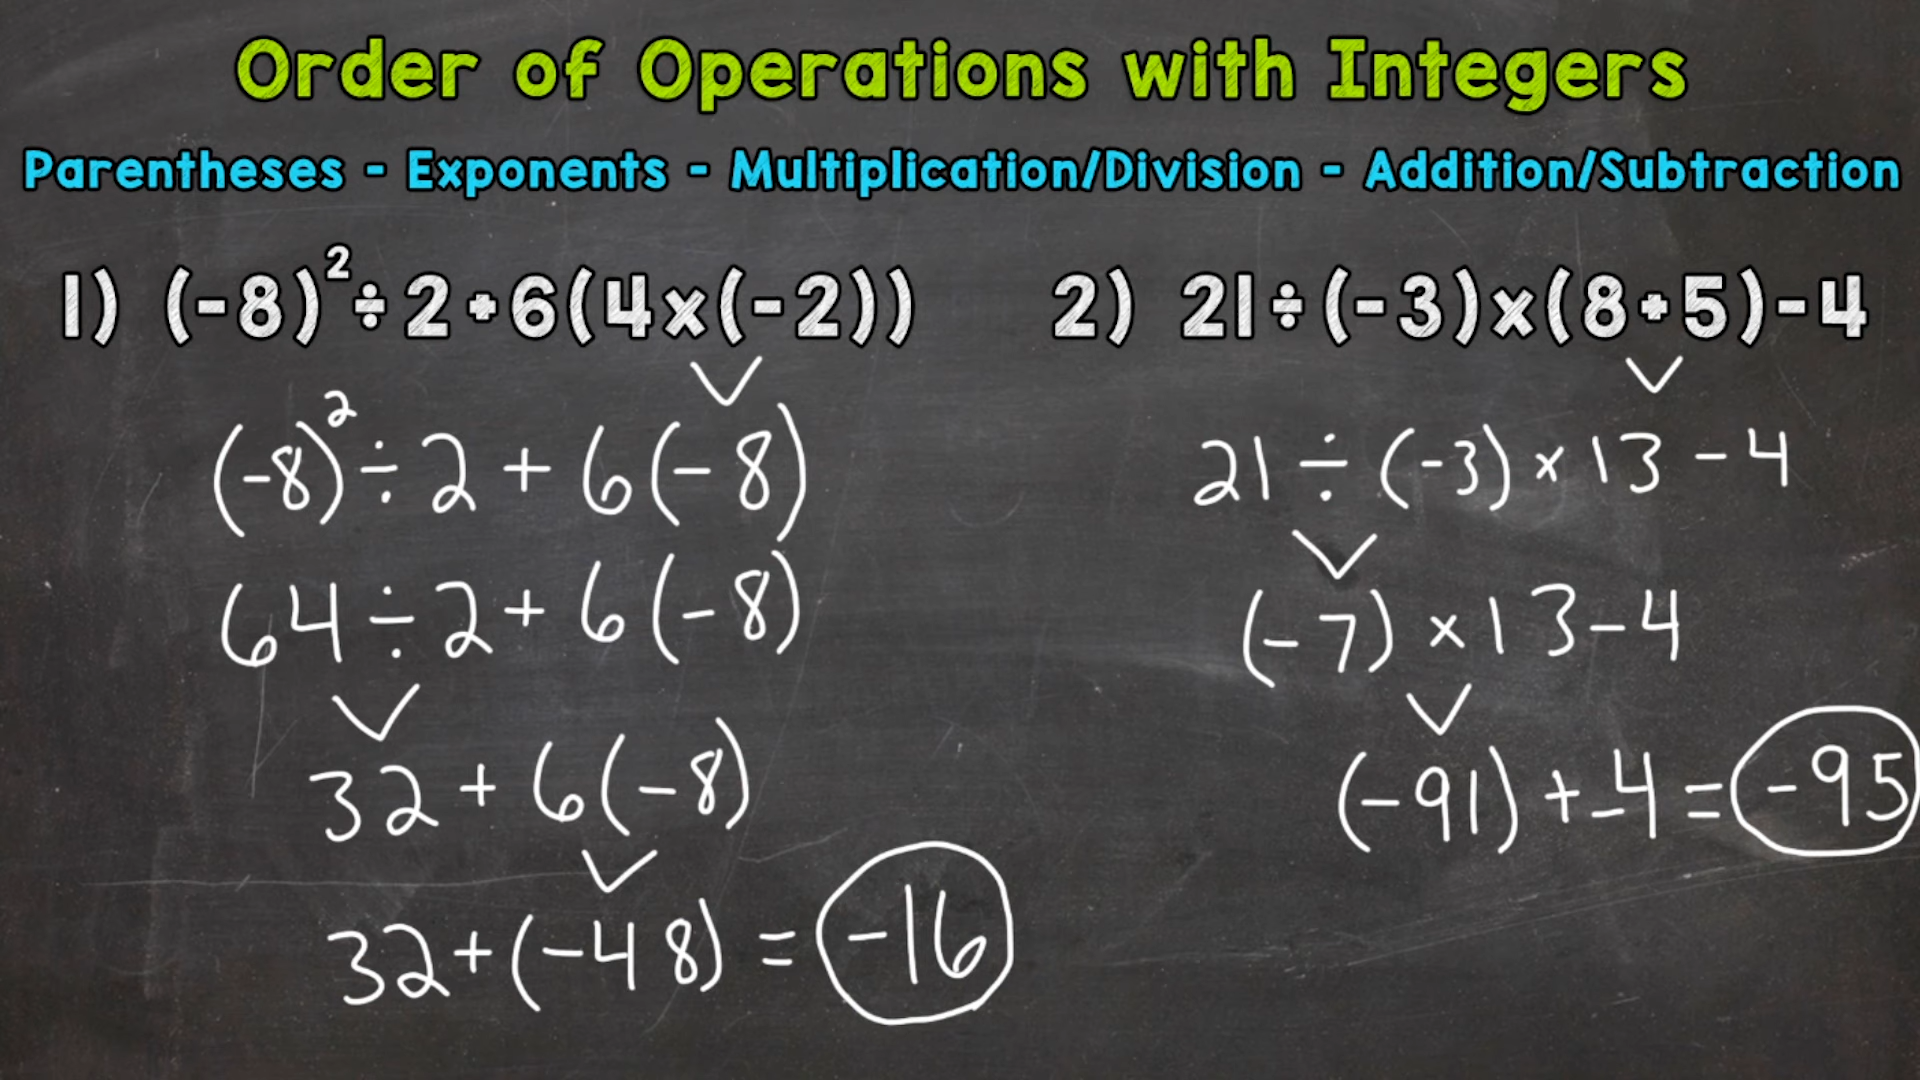 Order of Operations with Integers
Parentheses - Exponents - Multiplication/Division - Addition/Subtraction
1) (-8)² ÷ 2 + 6(4x(-2))
(-8)² ÷ 2 + 6(-8)
64 ÷ 2 + 6(-8)
32 + 6(-8)
32 + (-48) = -16
2) 21 ÷ (-3) x (8 + 5) - 4
21 ÷ (-3) × 13 - 4
(-7) × 13 - 4
(-91) + -4 = -95